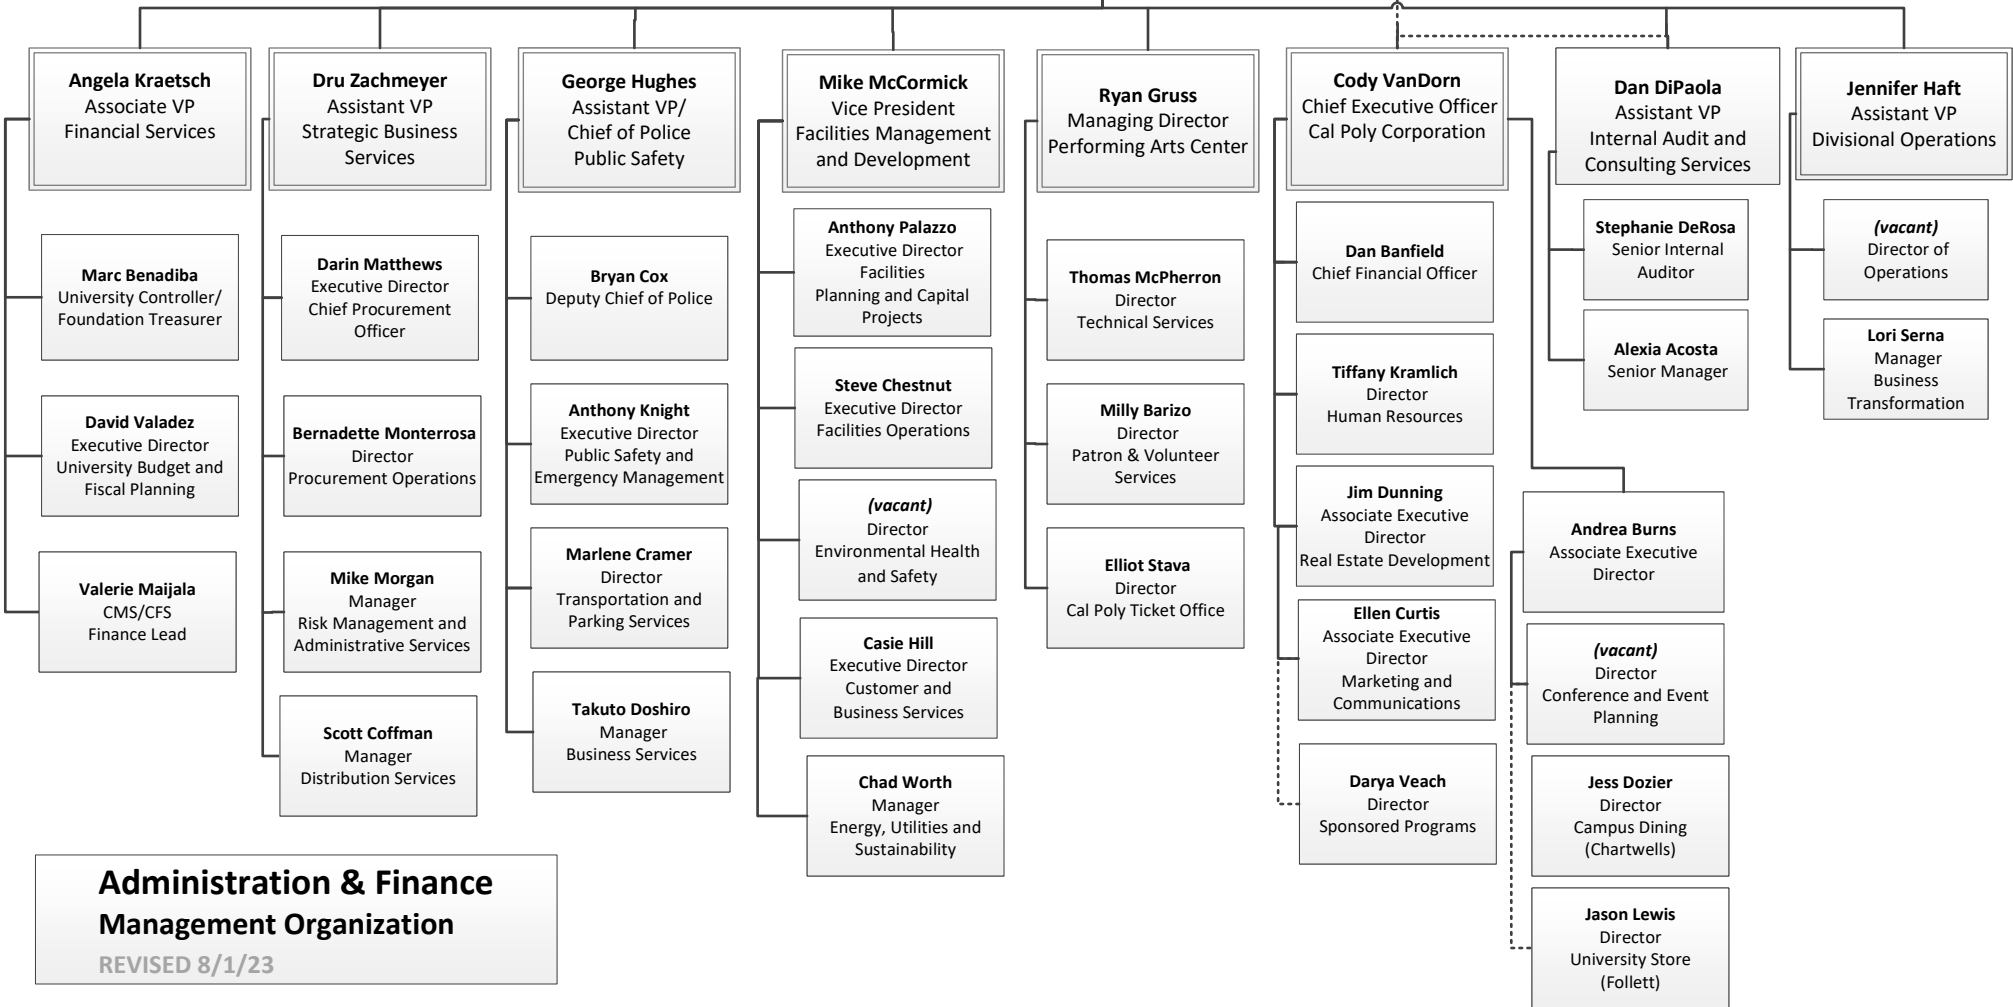 Angela Kraetsch
Associate VP
Financial Services
Marc Benadiba
University Controller/
Foundation Treasurer
David Valadez
Executive Director
University Budget and
Fiscal Planning
Valerie Maijala
CMS/CFS
Finance Lead
Dru Zachmeyer
Assistant VP
Strategic Business
Services
Darin Matthews
Executive Director
Chief Procurement
Officer
Bernadette Monterrosa
Director
Procurement Operations
Mike Morgan
Manager
Risk Management and
Administrative Services
Scott Coffman
Manager
Distribution Services
George Hughes
Assistant VP/
Chief of Police
Public Safety
Bryan Cox
Deputy Chief of Police
Anthony Knight
Executive Director
Public Safety and
Emergency Management
Marlene Cramer
Director
Transportation and
Parking Services
Takuto Doshiro
Manager
Business Services
Mike McCormick
Vice President
Facilities Management
and Development
Anthony Palazzo
Executive Director
Facilities
Planning and Capital
Projects
Steve Chestnut
Executive Director
Facilities Operations
(vacant)
Director
Environmental Health
and Safety
Casie Hill
Executive Director
Customer and
Business Services
Chad Worth
Manager
Energy, Utilities and
Sustainability
Ryan Gruss
Managing Director
Performing Arts Center
Thomas McPherron
Director
Technical Services
Milly Barizo
Director
Patron & Volunteer
Services
Elliot Stava
Director
Cal Poly Ticket Office
Cody VanDorn
Chief Executive Officer
Cal Poly Corporation
Dan Banfield
Chief Financial Officer
Tiffany Kramlich
Director
Human Resources
Jim Dunning
Associate Executive
Director
Real Estate Development
Ellen Curtis
Associate Executive
Director
Marketing and
Communications
Darya Veach
Director
Sponsored Programs
Andrea Burns
Associate Executive
Director
(vacant)
Director
Conference and Event
Planning
Jess Dozier
Director
Campus Dining
(Chartwells)
Jason Lewis
Director
University Store
(Follett)
Dan DiPaola
Assistant VP
Internal Audit and
Consulting Services
Stephanie DeRosa
Senior Internal
Auditor
Alexia Acosta
Senior Manager
Jennifer Haft
Assistant VP
Divisional Operations
(vacant)
Director of
Operations
Lori Serna
Manager
Business
Transformation
Administration & Finance
Management Organization
REVISED 8/1/23